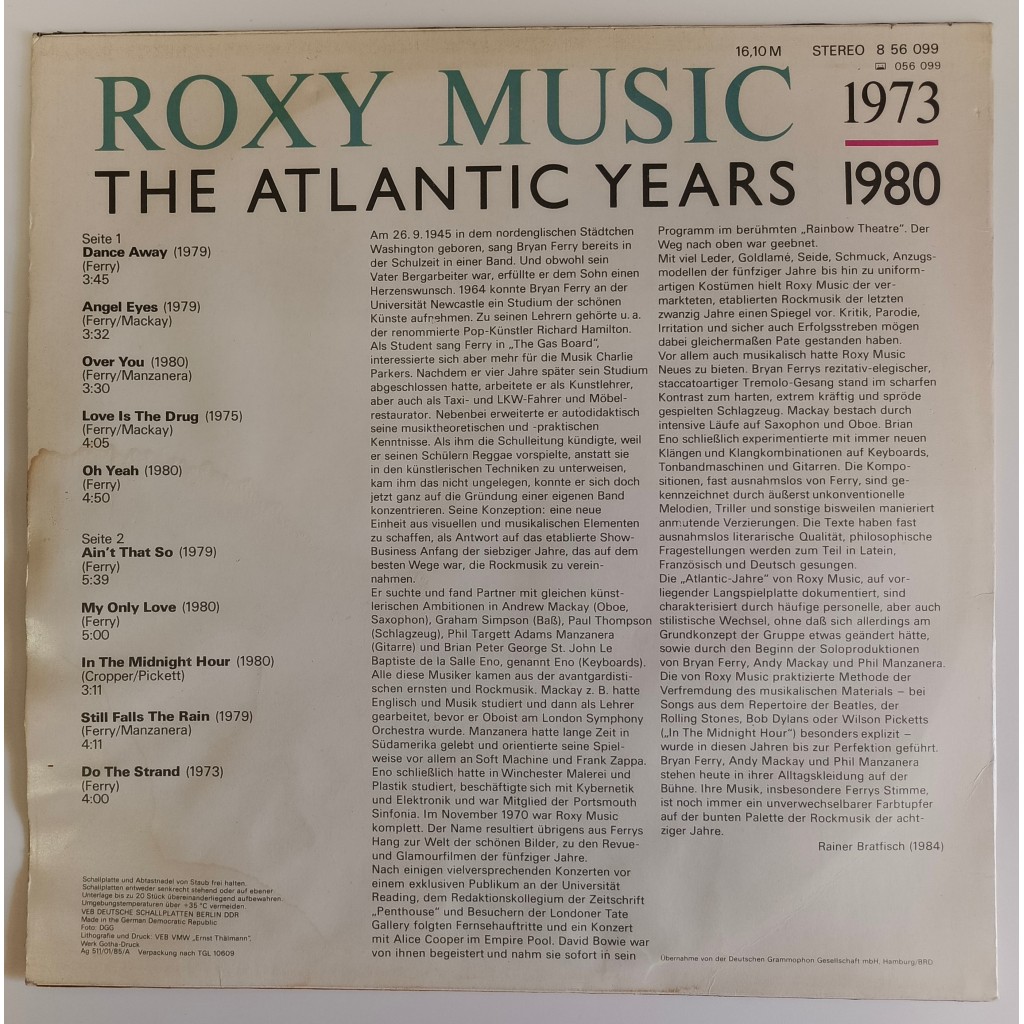 16,10 M STEREO 8 56 099
056 099
ROXY MUSIC 1973
THE ATLANTIC YEARS 1980
Seite 1
Dance Away (1979)
(Ferry)
3:45
Angel Eyes (1979)
(Ferry/Mackay)
3:32
Over You (1980)
(Ferry/Manzanera)
3:30
Love Is The Drug (1975)
(Ferry/Mackay)
4:05
Oh Yeah (1980)
(Ferry)
4:50
Seite 2
Ain't That So (1979)
(Ferry)
5:39
My Only Love (1980)
(Ferry)
5:00
In The Midnight Hour (1980)
(Cropper/Pickett)
3:11
Still Falls The Rain (1979)
(Ferry/Manzanera)
4:11
Do The Strand (1973)
(Ferry)
4:00
Schallplatte und Abtastnadel von Staub frei halten.
Schallplatten entweder senkrecht stehend oder auf ebener
Unterlage bis zu 20 Stück übereinanderliegend aufbewahren.
Umgebungstemperaturen über +35 °C vermeiden.
VEB DEUTSCHE SCHALLPLATTEN BERLIN DDR
Made in the German Democratic Republic
Foto: DGG
Lithografie und Druck: VEB VMW „Ernst Thälmann",
Werk Gotha-Druck
Ag 511/01/85/A Verpackung nach TGL 10609
Am 26. 9. 1945 in dem nordenglischen Städtchen
Washington geboren, sang Bryan Ferry bereits in
der Schulzeit in einer Band. Und obwohl sein
Vater Bergarbeiter war, erfüllte er dem Sohn einen
Herzenswunsch. 1964 konnte Bryan Ferry an der
Universität Newcastle ein Studium der schönen
Künste aufnehmen. Zu seinen Lehrern gehörte u. a.
der renommierte Pop-Künstler Richard Hamilton.
Als Student sang Ferry in „The Gas Board",
interessierte sich aber mehr für die Musik Charlie
Parkers. Nachdem er vier Jahre später sein Studium
abgeschlossen hatte, arbeitete er als Kunstlehrer,
aber auch als Taxi- und LKW-Fahrer und Möbel-
restaurator. Nebenbei erweiterte er autodidaktisch
seine musiktheoretischen und -praktischen
Kenntnisse. Als ihm die Schulleitung kündigte, weil
er seinen Schülern Reggae vorspielte, anstatt sie
in den künstlerischen Techniken zu unterweisen,
kam ihm das nicht ungelegen, konnte er sich doch
jetzt ganz auf die Gründung einer eigenen Band
konzentrieren. Seine Konzeption: eine neue
Einheit aus visuellen und musikalischen Elementen
zu schaffen, als Antwort auf das etablierte Show-
Business Anfang der siebziger Jahre, das auf dem
besten Wege war, die Rockmusik zu verein-
nahmen.
Er suchte und fand Partner mit gleichen künst-
lerischen Ambitionen in Andrew Mackay (Oboe,
Saxophon), Graham Simpson (Baß), Paul Thompson
(Schlagzeug), Phil Targett Adams Manzanera
(Gitarre) und Brian Peter George St. John Le
Baptiste de la Salle Eno, genannt Eno (Keyboards).
Alle diese Musiker kamen aus der avantgardisti-
schen ernsten und Rockmusik. Mackay z. B. hatte
Englisch und Musik studiert und dann als Lehrer
gearbeitet, bevor er Oboist am London Symphony
Orchestra wurde. Manzanera hatte lange Zeit in
Südamerika gelebt und orientierte seine Spiel-
weise vor allem an Soft Machine und Frank Zappa.
Eno schließlich hatte in Winchester Malerei und
Plastik studiert, beschäftigte sich mit Kybernetik
und Elektronik und war Mitglied der Portsmouth
Sinfonia. Im November 1970 war Roxy Music
komplett. Der Name resultiert übrigens aus Ferrys
Hang zur Welt der schönen Bilder, zu den Revue-
und Glamourfilmen der fünfziger Jahre.
Nach einigen vielversprechenden Konzerten vor
einem exklusiven Publikum an der Universität
Reading, dem Redaktionskollegium der Zeitschrift
„Penthouse" und Besuchern der Londoner Tate
Gallery folgten Fernsehauftritte und ein Konzert
mit Alice Cooper im Empire Pool. David Bowie war
von ihnen begeistert und nahm sie sofort in sein
Programm im berühmten „Rainbow Theatre". Der
Weg nach oben war geebnet.
Mit viel Leder, Goldlamé, Seide, Schmuck, Anzugs-
modellen der fünfziger Jahre bis hin zu uniform-
artigen Kostümen hielt Roxy Music der ver-
markteten, etablierten Rockmusik der letzten
zwanzig Jahre einen Spiegel vor. Kritik, Parodie,
Irritation und sicher auch Erfolgsstreben mögen
dabei gleichermaßen Pate gestanden haben.
Vor allem auch musikalisch hatte Roxy Music
Neues zu bieten. Bryan Ferrys rezitativ-elegischer,
staccatoartiger Tremolo-Gesang stand im scharfen
Kontrast zum harten, extrem kräftig und spröde
gespielten Schlagzeug. Mackay bestach durch
intensive Läufe auf Saxophon und Oboe. Brian
Eno schließlich experimentierte mit immer neuen
Klängen und Klangkombinationen auf Keyboards,
Tonbandmaschinen und Gitarren. Die Kompo-
sitionen, fast ausnahmslos von Ferry, sind ge-
kennzeichnet durch äußerst unkonventionelle
Melodien, Triller und sonstige bisweilen manieriert
anmutende Verzierungen. Die Texte haben fast
ausnahmslos literarische Qualität, philosophische
Fragestellungen werden zum Teil in Latein,
Französisch und Deutsch gesungen.
Die „Atlantic-Jahre" von Roxy Music, auf vor-
liegender Langspielplatte dokumentiert, sind
charakterisiert durch häufige personelle, aber auch
stilistische Wechsel, ohne daß sich allerdings am
Grundkonzept der Gruppe etwas geändert hätte,
sowie durch den Beginn der Soloproduktionen
von Bryan Ferry, Andy Mackay und Phil Manzanera.
Die von Roxy Music praktizierte Methode der
Verfremdung des musikalischen Materials – bei
Songs aus dem Repertoire der Beatles, der
Rolling Stones, Bob Dylans oder Wilson Picketts
(„In The Midnight Hour") besonders explizit –
wurde in diesen Jahren bis zur Perfektion geführt.
Bryan Ferry, Andy Mackay und Phil Manzanera
stehen heute in ihrer Alltagskleidung auf der
Bühne. Ihre Musik, insbesondere Ferrys Stimme,
ist noch immer ein unverwechselbarer Farbtupfer
auf der bunten Palette der Rockmusik der acht-
ziger Jahre.
Rainer Bratfisch (1984)
Übernahme von der Deutschen Grammophon Gesellschaft mbH, Hamburg/BRD